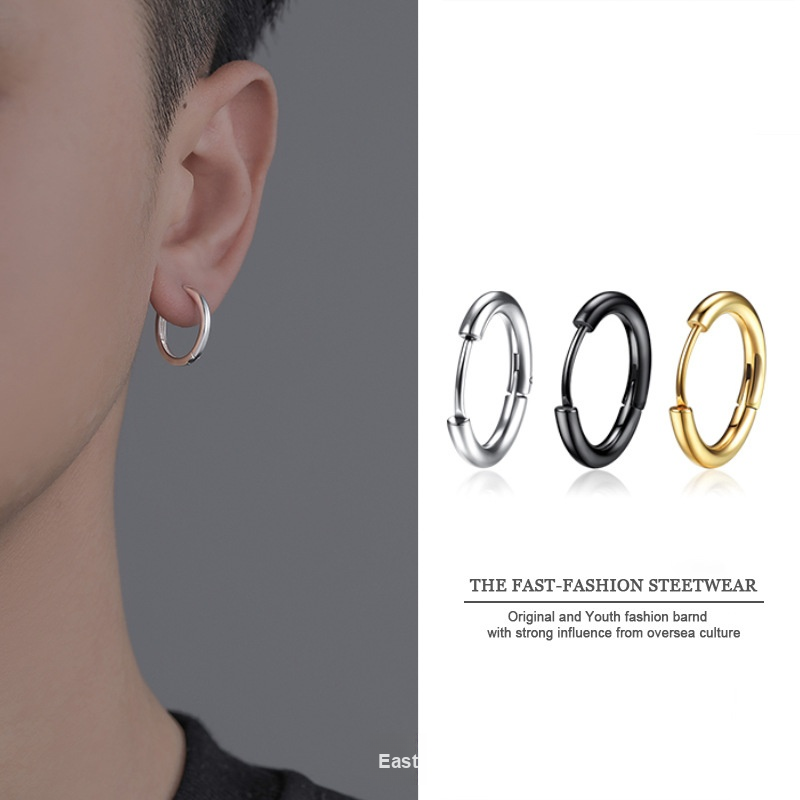 THE FAST-FASHION STEETWEAR
Original and Youth fashion barnd
with strong influence from oversea culture
East